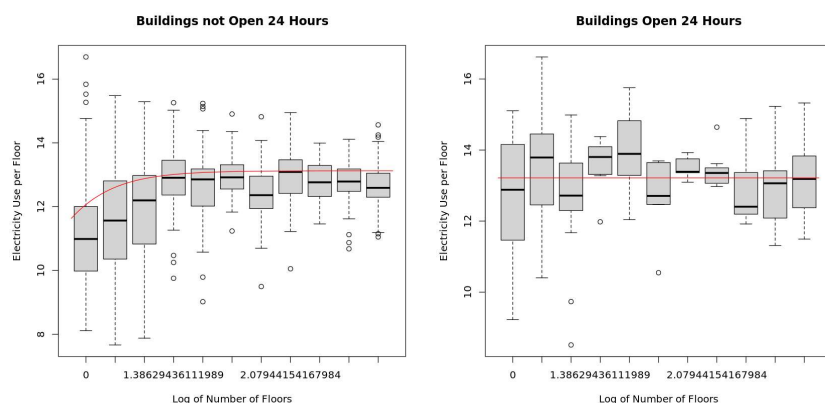 Buildings not Open 24 Hours
Electricity Use per Floor
16
14
12
10
8
0
1.386294436111989
2.07944154167984
Log of Number of Floors
Buildings Open 24 Hours
Electricity Use per Floor
16
14
12
10
0
1.386294436111989
2.07944154167984
Log of Number of Floors